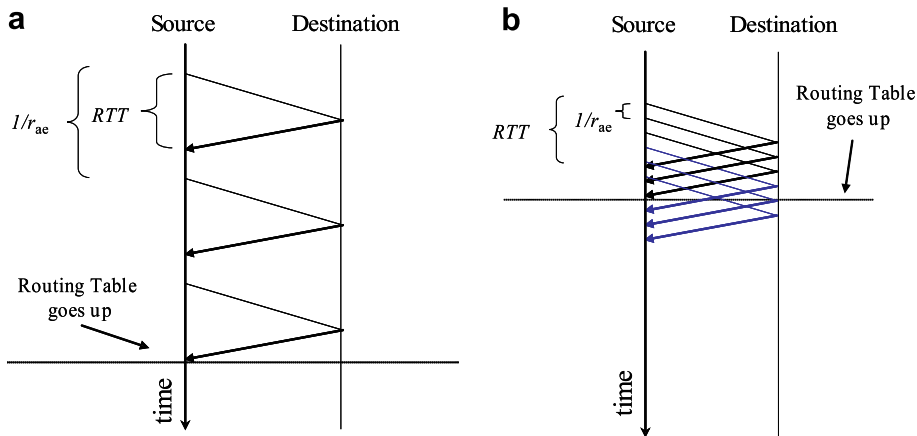 a
Source
Destination
1/rae
RTT
Routing Table
goes up
time
b
Source
Destination
RTT
1/rae
Routing Table
goes up
time